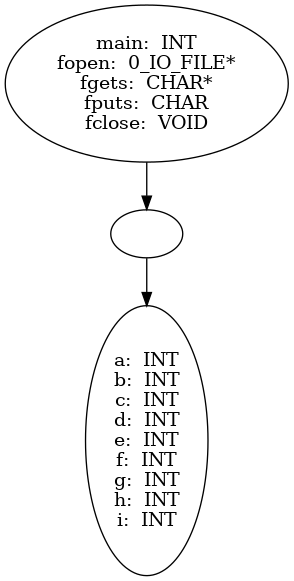 main:  INT
fopen:  0_IO_FILE*
fgets:  CHAR*
fputs:  CHAR
fclose:  VOID
a:  INT
b:  INT
c:  INT
d:  INT
e:  INT
f:  INT
g:  INT
h:  INT
i:  INT